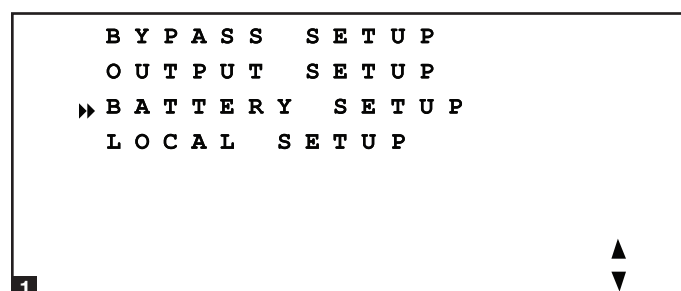 BYPASS SETUP
OUTPUT SETUP
BATTERY SETUP
LOCAL SETUP
1